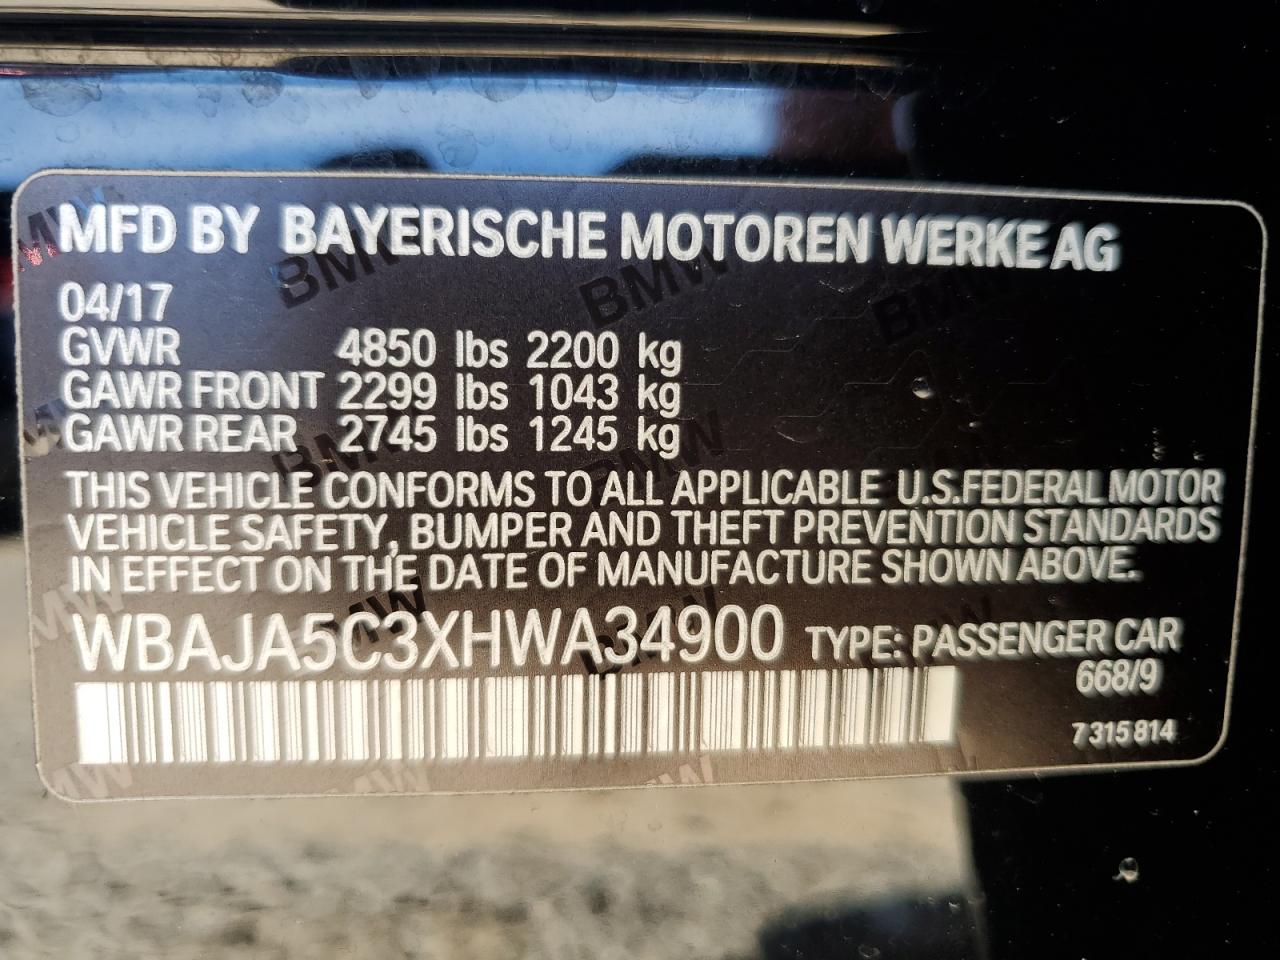 MFD BY BAYERISCHE MOTOREN WERKE AG
04/17
GVWR 4850 lbs 2200 kg
GAWR FRONT 2299 lbs 1043 kg
GAWR REAR 2745 lbs 1245 kg
THIS VEHICLE CONFORMS TO ALL APPLICABLE U.S.FEDERAL MOTOR
VEHICLE SAFETY, BUMPER AND THEFT PREVENTION STANDARDS
IN EFFECT ON THE DATE OF MANUFACTURE SHOWN ABOVE.
WBAJA5C3XHWA34900 TYPE: PASSENGER CAR
668/9
7 315 814